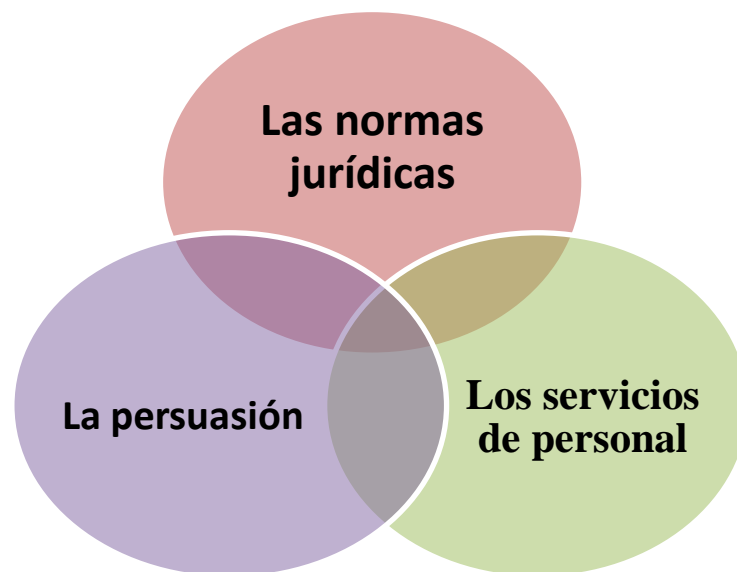 Las normas
jurídicas
La persuasión
Los servicios
de personal